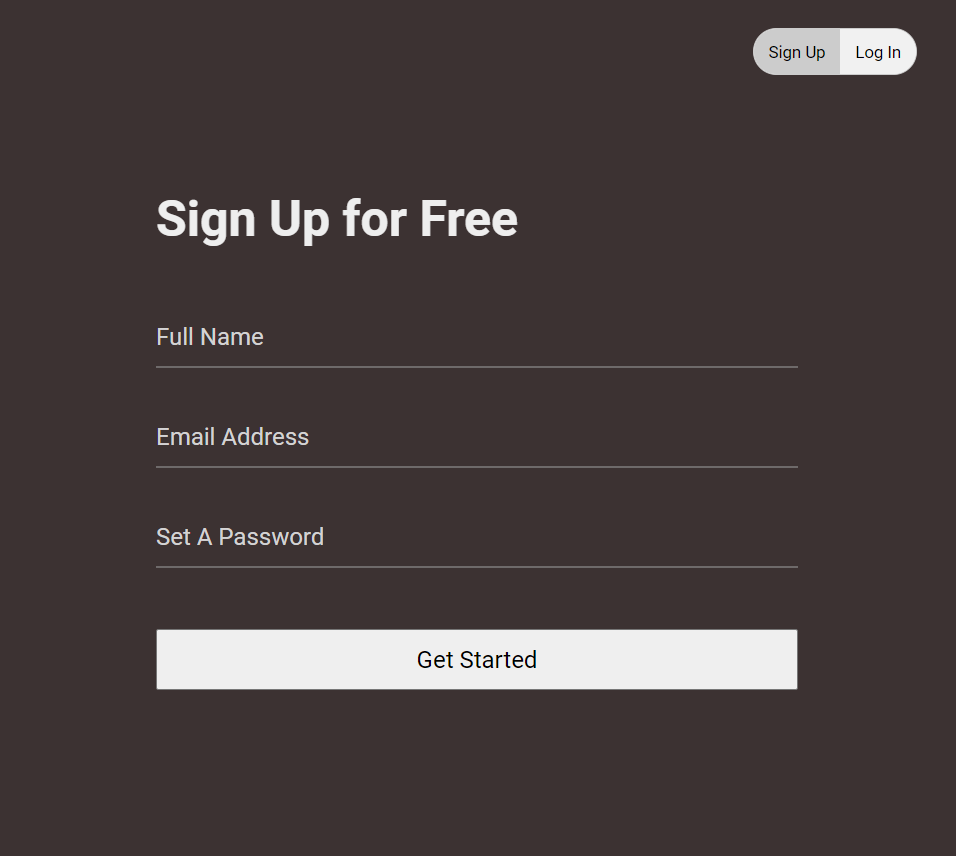 Sign Up Log In
Sign Up for Free
Full Name
Email Address
Set A Password
Get Started